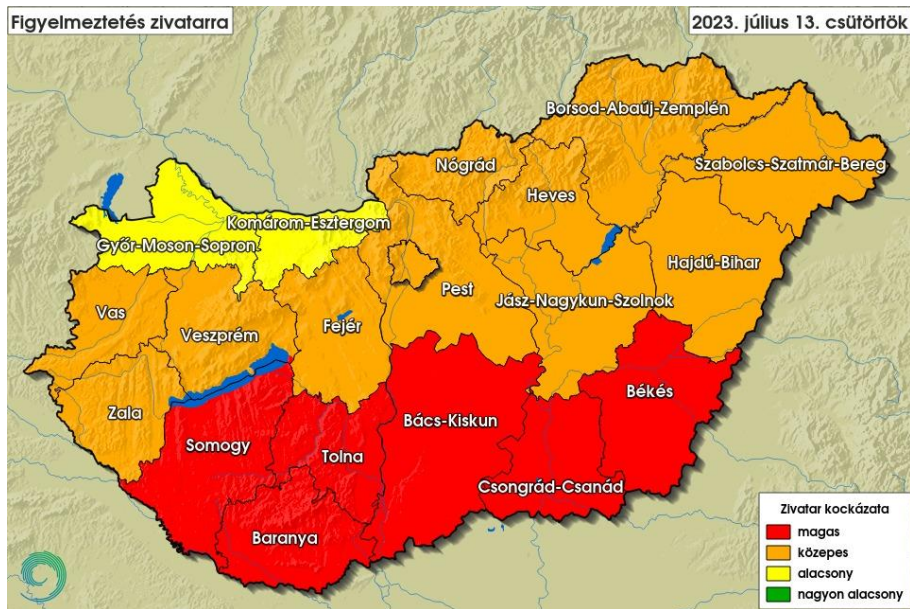 Figyelmeztetés zivatarra
2023. július 13. csütörtök
Borsod-Abaúj-Zemplén
Nógrád
Szabolcs-Szatmár-Bereg
Heves
Komárom-Esztergom
Győr-Moson-Sopron
Hajdú-Bihar
Pest
Jász-Nagykun-Szolnok
Vas
Veszprém
Fejér
Zala
Békés
Bács-Kiskun
Somogy
Tolna
Csongrád-Csanád
Baranya
Zivatar kockázata
magas
közepes
alacsony
nagyon alacsony